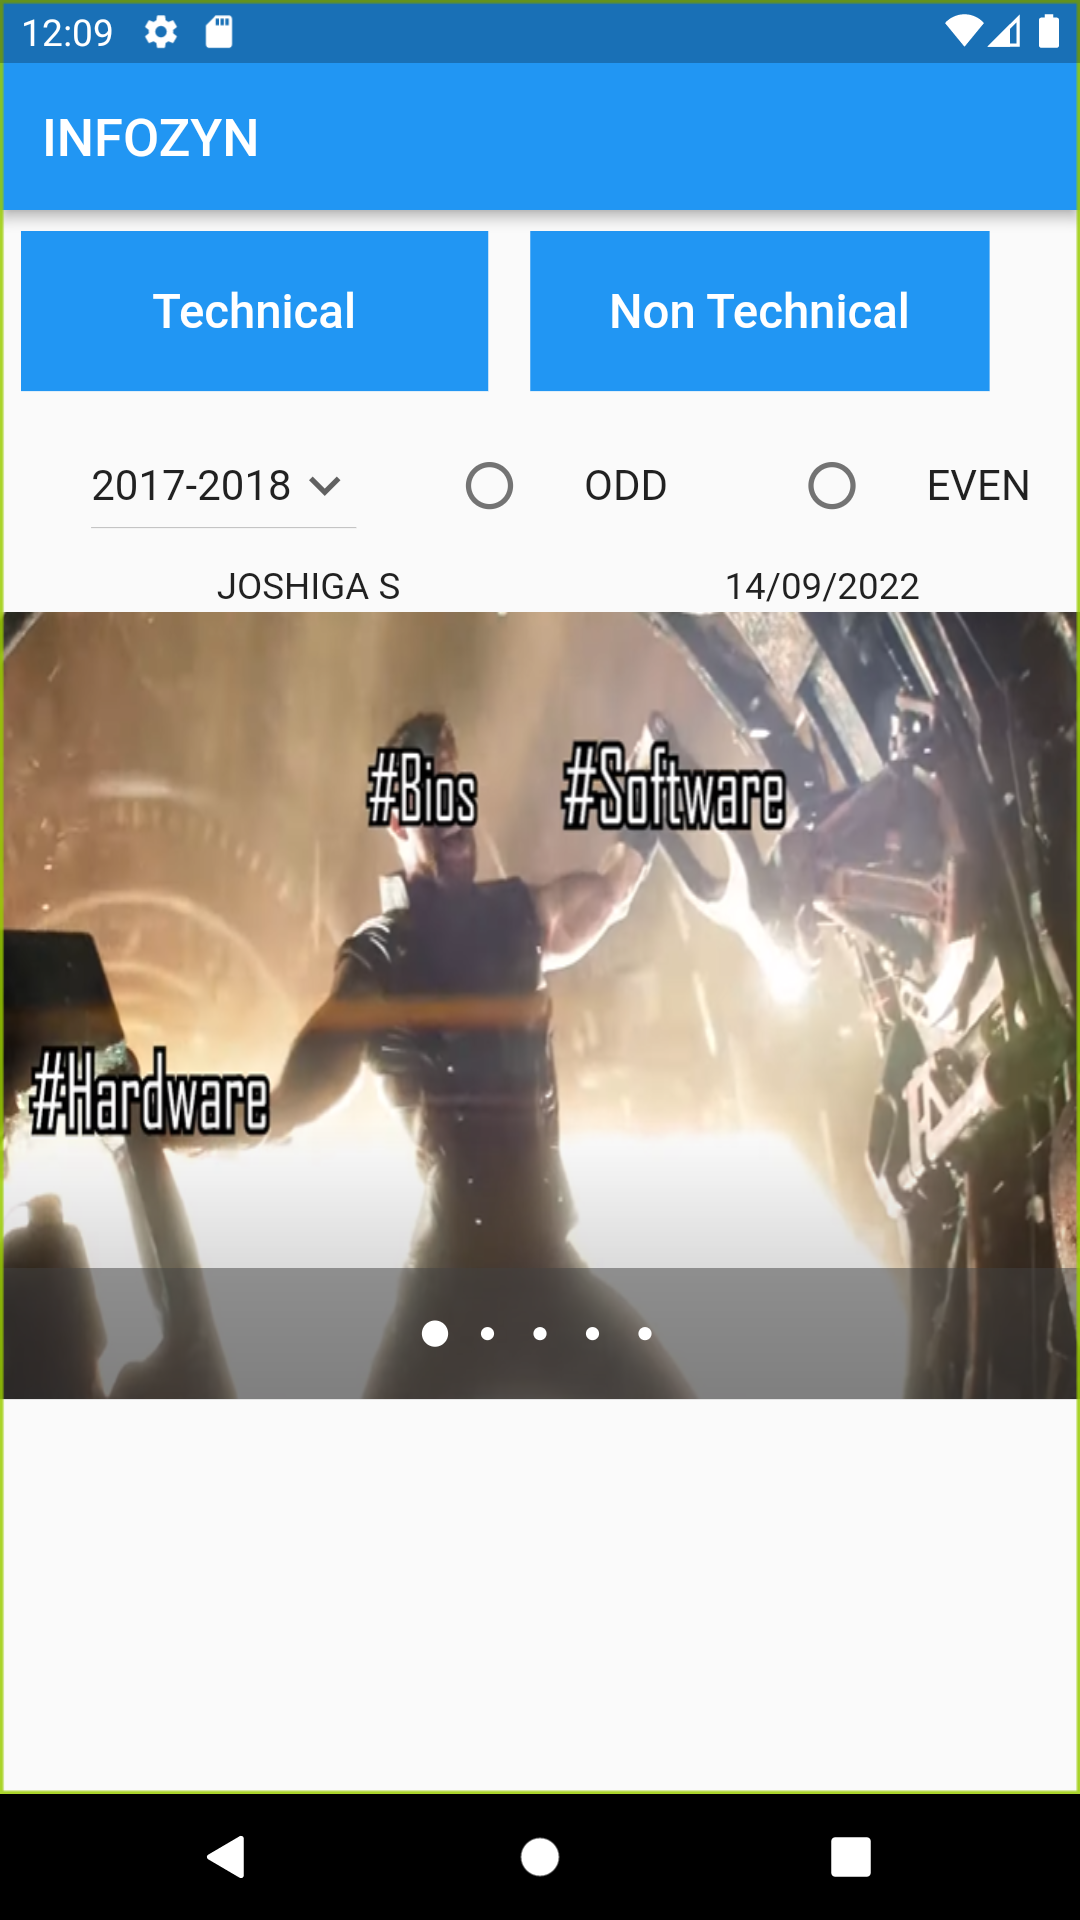 12:09
INFOZYN
Technical Non Technical
2017-2018 ODD EVEN
JOSHIGA S 14/09/2022
#Bios #Software
#Hardware